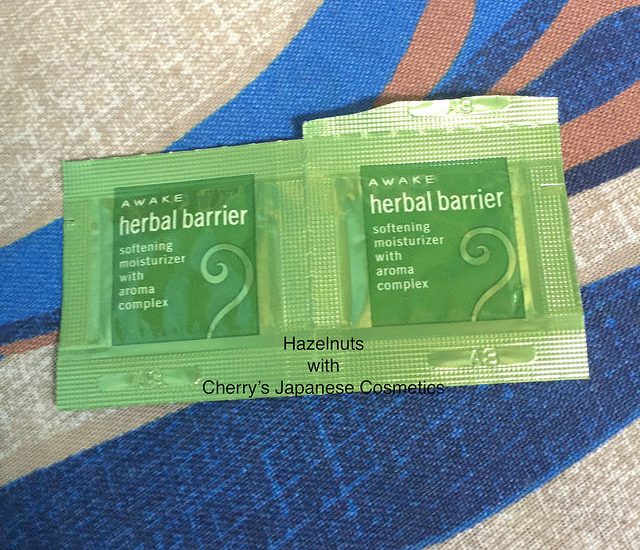 AWAKE
herbal barrier
softening
moisturizer
with
aroma
complex
AWAKE
herbal barrier
softening
moisturizer
with
aroma
complex
Hazelnuts
with
Cherry's Japanese Cosmetics